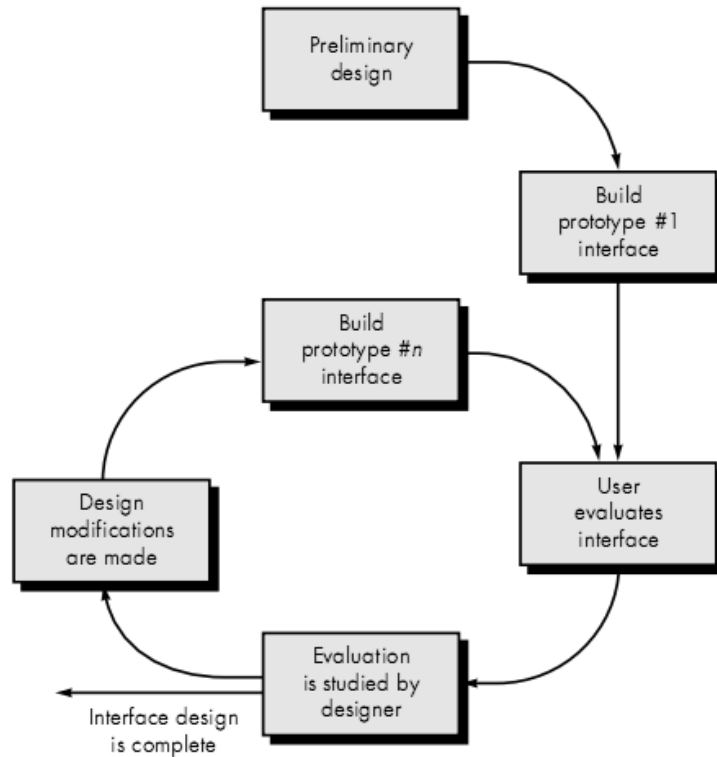 Preliminary
design
Build
prototype #1
interface
Build
prototype #n
interface
Design
modifications
are made
User
evaluates
interface
Evaluation
is studied by
designer
Interface design
is complete